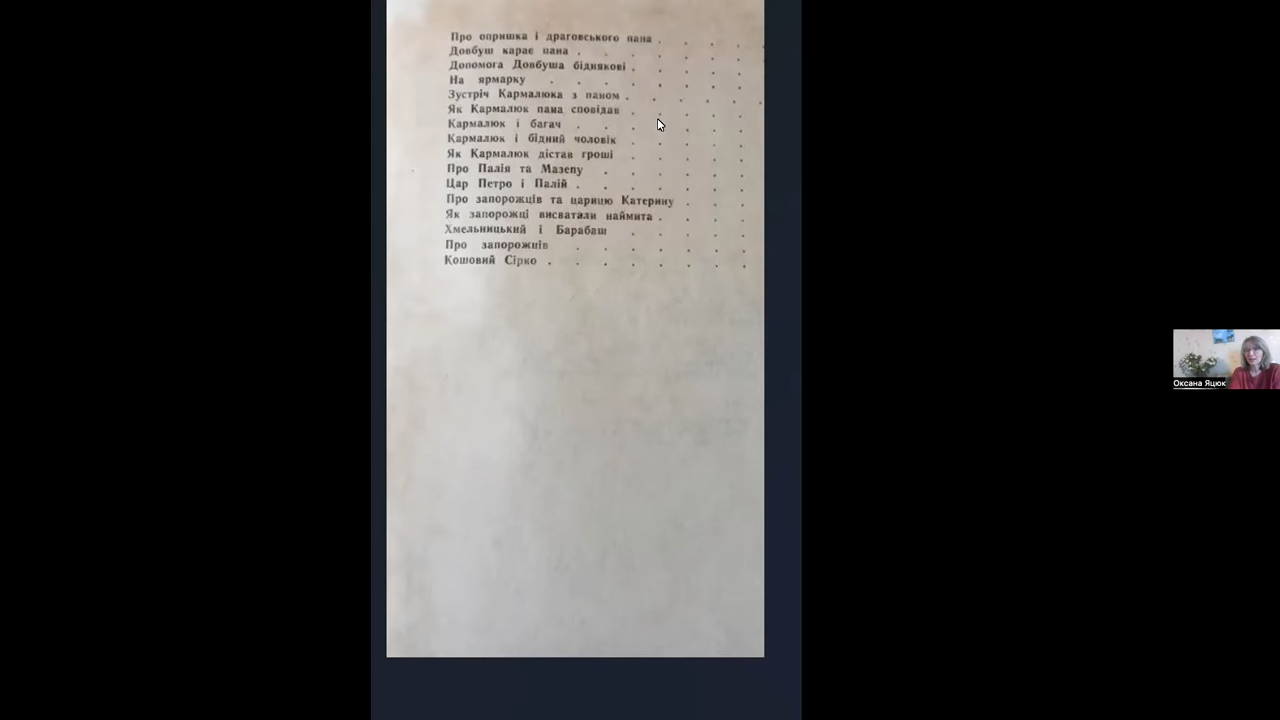 Про опришка і драговського пана . . . . .
Довбуш карає пана . . . . . . .
Допомога Довбуша біднякові . . . . .
На ярмарку . . . . . . . .
Зустріч Кармалюка з паном . . . . . .
Як Кармалюк пана сповідав . . . . .
Кармалюк і багач . . . . . . .
Кармалюк і бідний чоловік . . . . .
Як Кармалюк дістав гроші . . . . .
Про Палія та Мазепу . . . . . .
Цар Петро і Палій . . . . . . .
Про запорожців та царицю Катерину . . .
Як запорожці висватали наймита . . . .
Хмельницький і Барабаш . . . . .
Про запорожців . . . . . . .
Кошовий Сірко . . . . . . . .
Оксана Яцюк